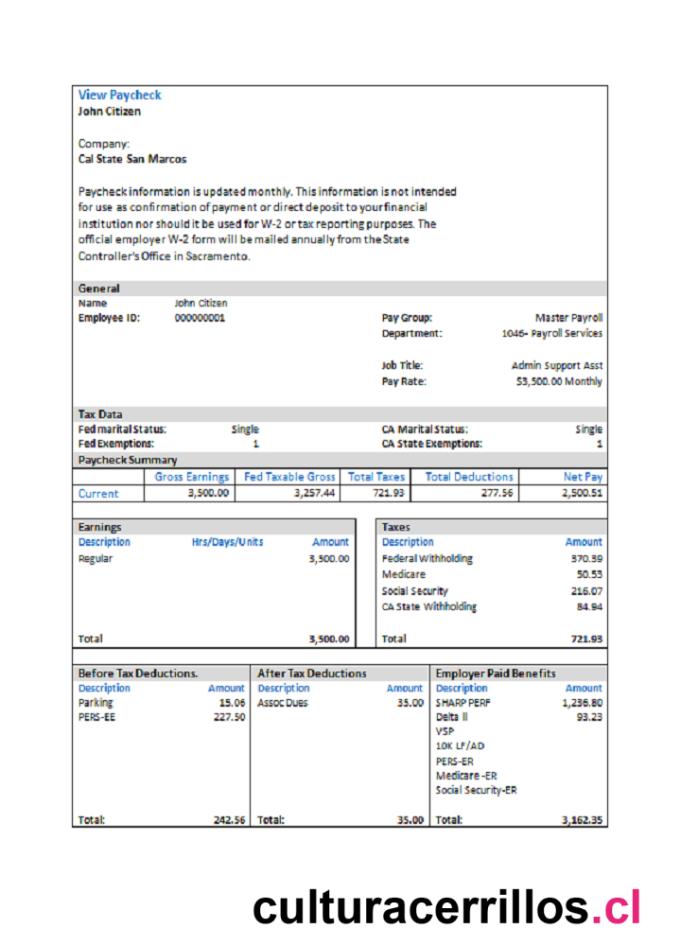 View Paycheck
John Citizen
Company:
Cal State San Marcos
Paycheck information is updated monthly. This information is not intended
for use as confirmation of payment or direct deposit to your financial
institution nor should it be used for W-2 or tax reporting purposes. The
official employer W-2 form will be mailed annually from the State
Controller's Office in Sacramento.
General
Name John Citizen
Employee ID: 000000001 Pay Group: Master Payroll
Department: 1046- Payroll Services
Job Title: Admin Support Asst
Pay Rate: $3,500.00 Monthly
Tax Data
Fed marital Status: Single CA Marital Status: Single
Fed Exemptions: 1 CA State Exemptions: 1
Paycheck Summary
Gross Earnings Fed Taxable Gross Total Taxes Total Deductions Net Pay
Current 3,500.00 3,257.44 721.93 277.56 2,500.51
Earnings Taxes
Description Hrs/Days/Units Amount Description Amount
Regular 3,500.00 Federal Withholding 370.39
Medicare 50.53
Social Security 216.07
CA State Withholding 84.94
Total 3,500.00 Total 721.93
Before Tax Deductions. After Tax Deductions Employer Paid Benefits
Description Amount Description Amount Description Amount
Parking 15.06 Assoc Dues 35.00 SHARP PERF 1,236.80
PERS-EE 227.50 Delta II 93.23
VSP
10K LF/AD
PERS-ER
Medicare -ER
Social Security-ER
Total: 242.56 Total: 35.00 Total: 3,162.35
culturacerrillos.cl